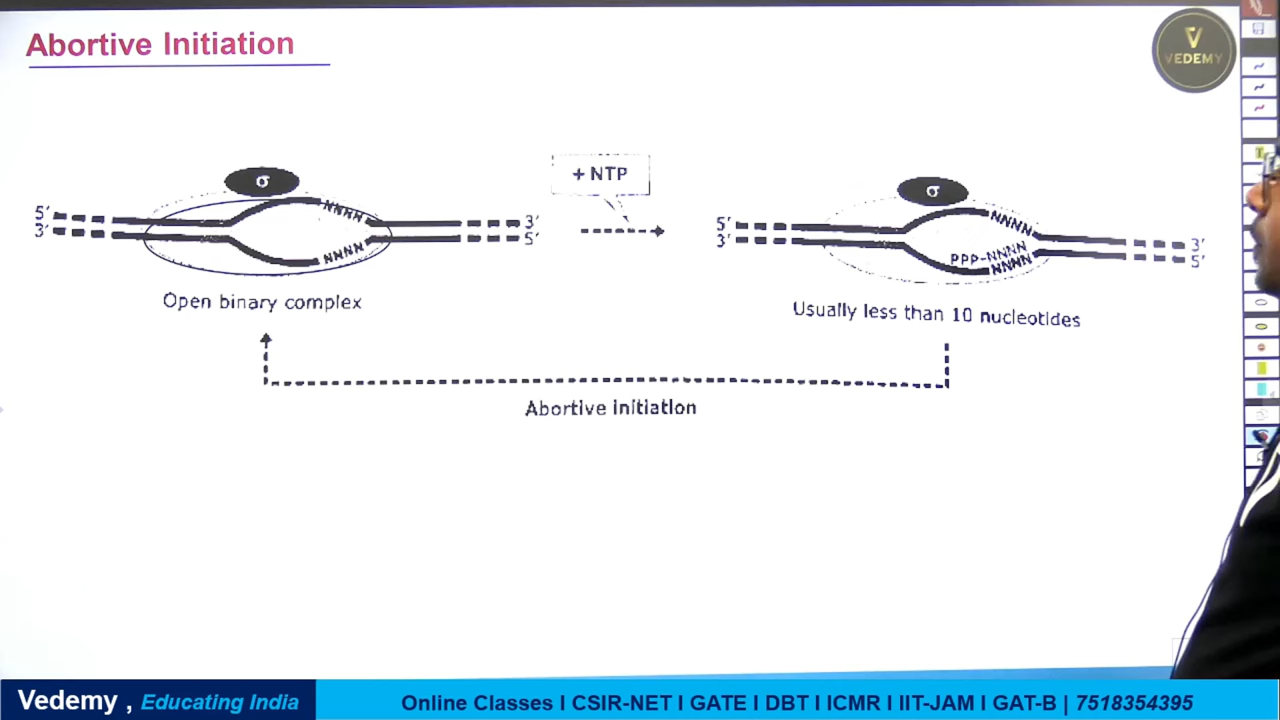 Abortive Initiation
VEDEMY
σ
+ NTP
σ
5′
3′
NNNN
NNNN
3′
5′
5′
3′
NNNN
PPP-NNNN
NNNN
3′
5′
Open binary complex
Usually less than 10 nucleotides
Abortive initiation
Vedemy , Educating India
Online Classes I CSIR-NET I GATE I DBT I ICMR I IIT-JAM I GAT-B | 7518354395